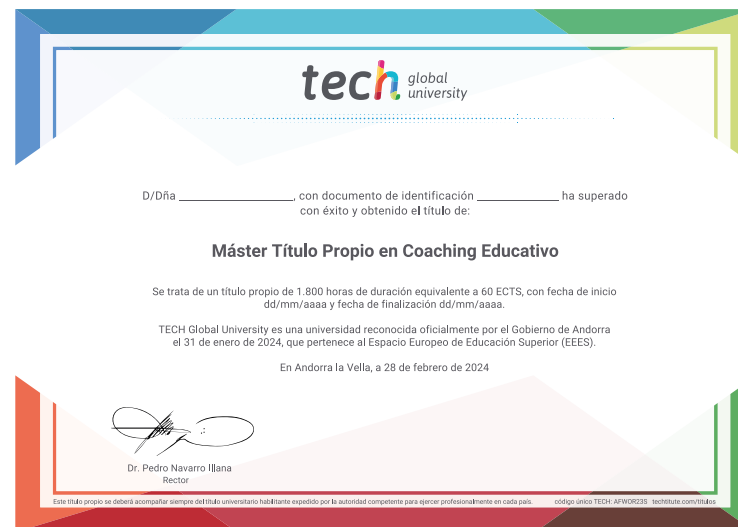 tech global university
D/Dña ____________________, con documento de identificación ______________ ha superado
con éxito y obtenido el título de:
Máster Título Propio en Coaching Educativo
Se trata de un título propio de 1.800 horas de duración equivalente a 60 ECTS, con fecha de inicio
dd/mm/aaaa y fecha de finalización dd/mm/aaaa.
TECH Global University es una universidad reconocida oficialmente por el Gobierno de Andorra
el 31 de enero de 2024, que pertenece al Espacio Europeo de Educación Superior (EEES).
En Andorra la Vella, a 28 de febrero de 2024
Dr. Pedro Navarro Illana
Rector
Este título propio se deberá acompañar siempre del título universitario habilitante expedido por la autoridad competente para ejercer profesionalmente en cada país. código único TECH: AFWOR23S techtitute.com/titulos